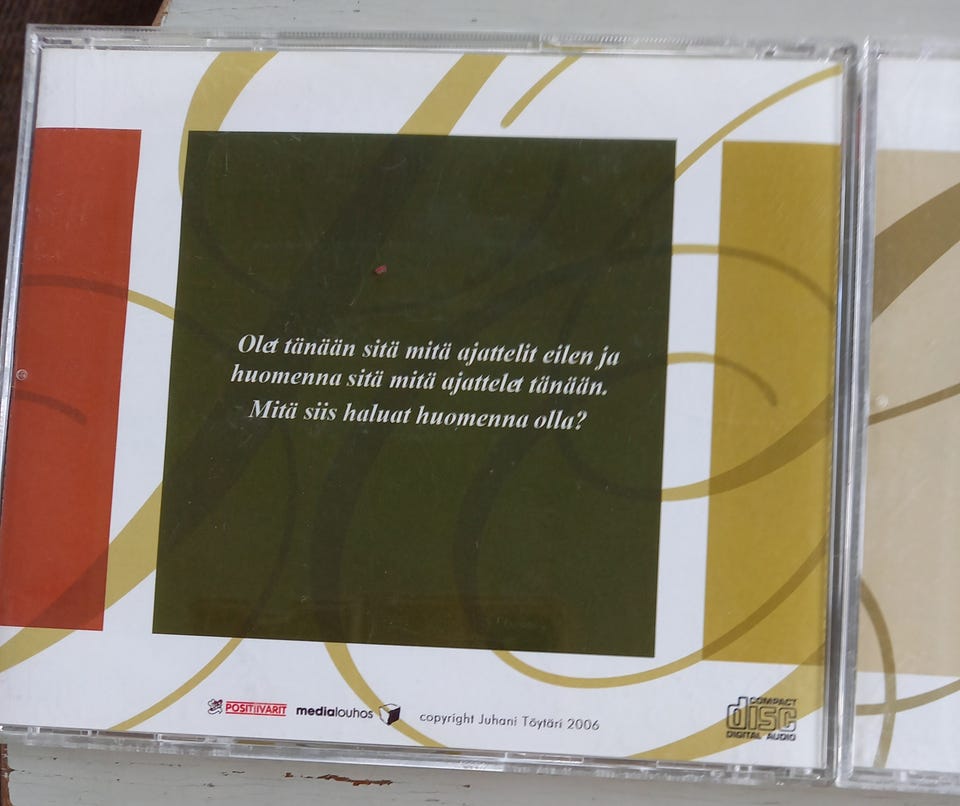 Olet tänään sitä mitä ajattelit eilen ja
huomenna sitä mitä ajattelet tänään.
Mitä siis haluat huomenna olla?
POSITiiVARIT medialouhos copyright Juhani Töytäri 2006
COMPACT
disc
DIGITAL AUDIO